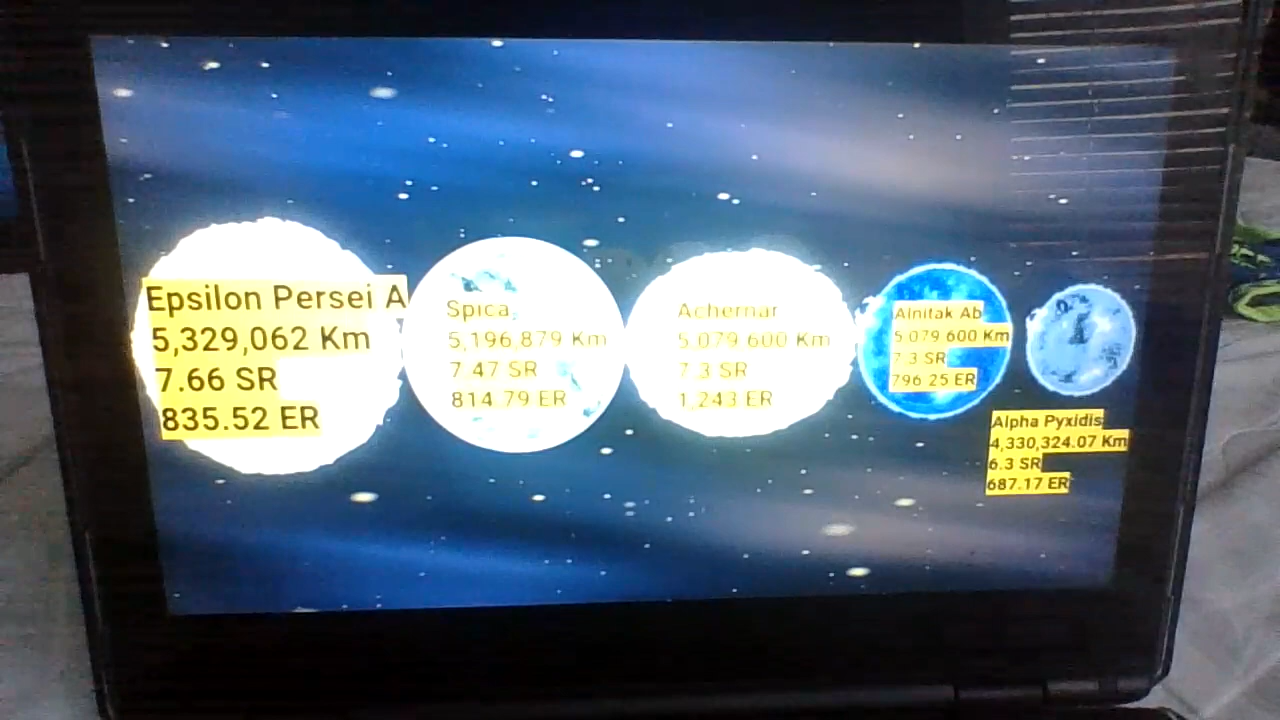 Epsilon Persei A
5,329,062 Km
7.66 SR
835.52 ER
Spica
5,196,879 Km
7.47 SR
814.79 ER
Achernar
5.079 600 Km
7.3 SR
1,243 ER
Alnitak Ab
5.079 600 Km
7.3 SR
796.25 ER
Alpha Pyxidis
4,330,324.07 Km
6.3 SR
687.17 ER